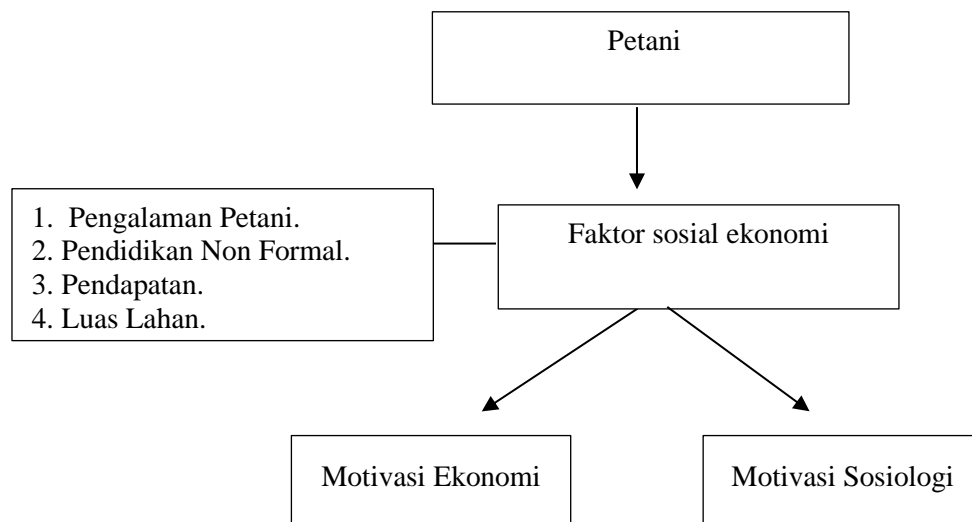 Petani
1. Pengalaman Petani.
2. Pendidikan Non Formal.
3. Pendapatan.
4. Luas Lahan.
Faktor sosial ekonomi
Motivasi Ekonomi
Motivasi Sosiologi